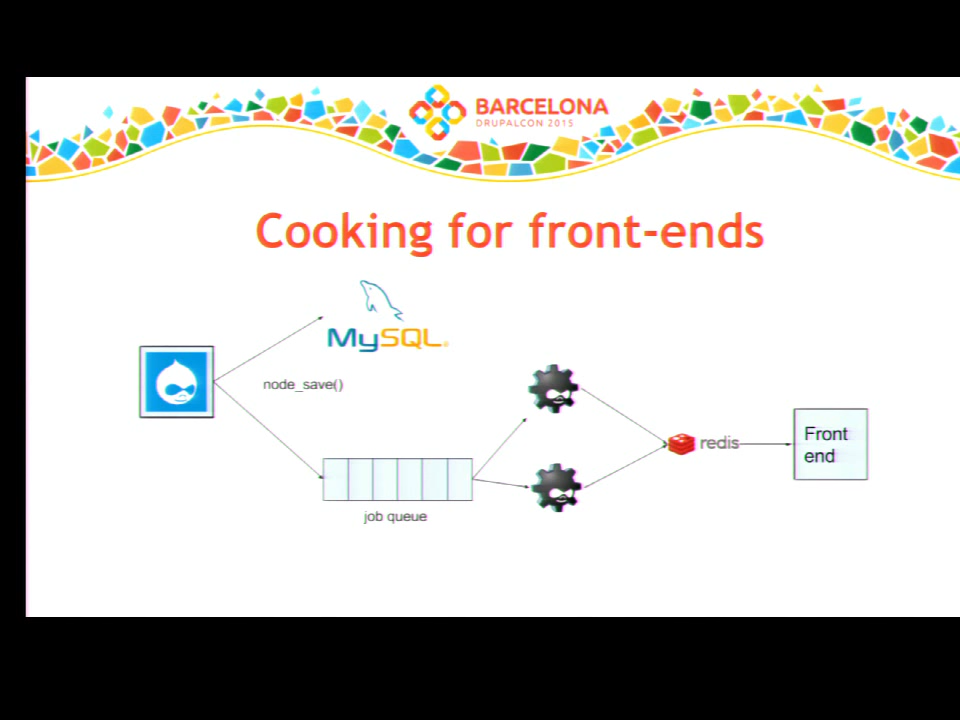 BARCELONA
DRUPALCON 2015
Cooking for front-ends
MySQL
node_save()
job queue
redis
Front
end